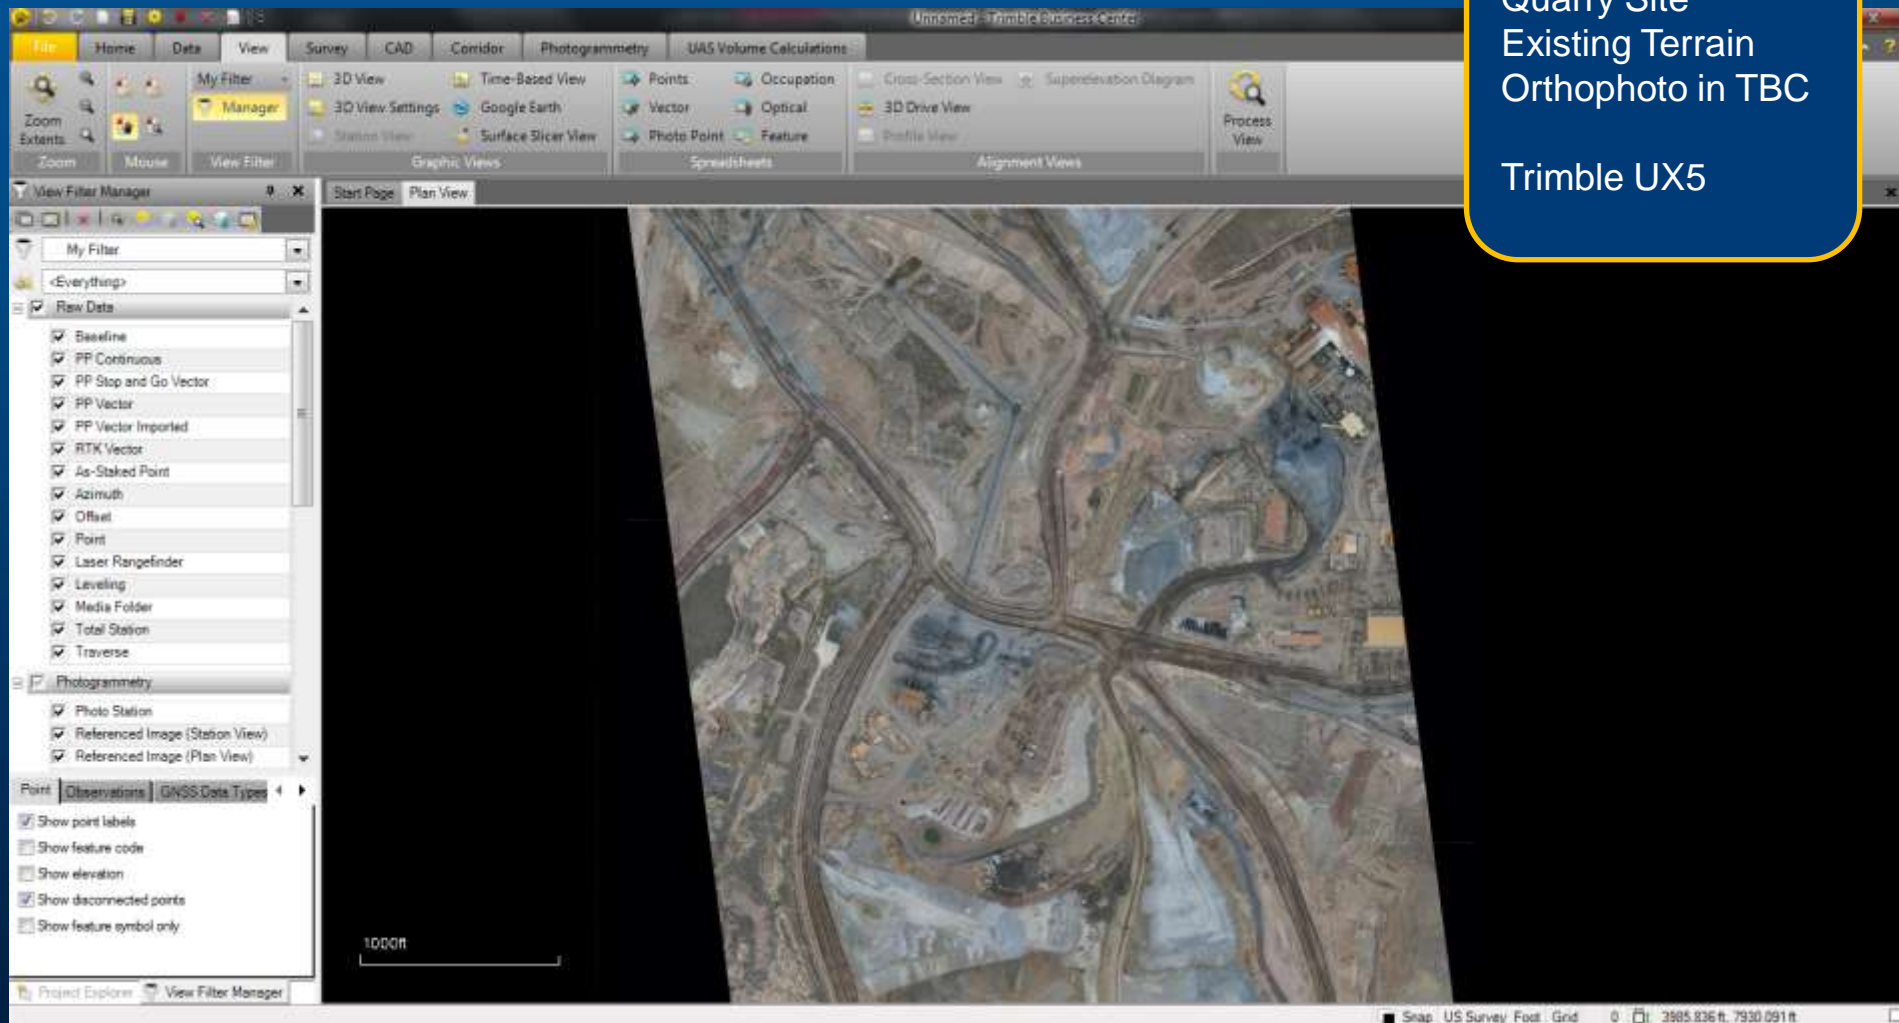 Unnamed - Trimble Business Center
Quarry Site
Existing Terrain
Orthophoto in TBC
Trimble UX5
File Home Data View Survey CAD Corridor Photogrammetry UAS Volume Calculations
Zoom Extents
Zoom
Mouse
My Filter
Manager
View Filter
3D View
3D View Settings
Station View
Time-Based View
Google Earth
Surface Slicer View
Graphic Views
Points
Vector
Photo Point
Occupation
Optical
Feature
Spreadsheets
Cross-Section View
3D Drive View
Profile View
Superelevation Diagram
Alignment Views
Process View
View Filter Manager
Start Page Plan View
My Filter
<Everything>
Raw Data
Baseline
PP Continuous
PP Stop and Go Vector
PP Vector
PP Vector Imported
RTK Vector
As-Staked Point
Azimuth
Offset
Point
Laser Rangefinder
Leveling
Media Folder
Total Station
Traverse
Photogrammetry
Photo Station
Referenced Image (Station View)
Referenced Image (Plan View)
Point Observations GNSS Data Types
Show point labels
Show feature code
Show elevation
Show disconnected points
Show feature symbol only
1000ft
Project Explorer View Filter Manager
Snap US Survey Foot Grid 0 3985.836 ft, 7930.091 ft